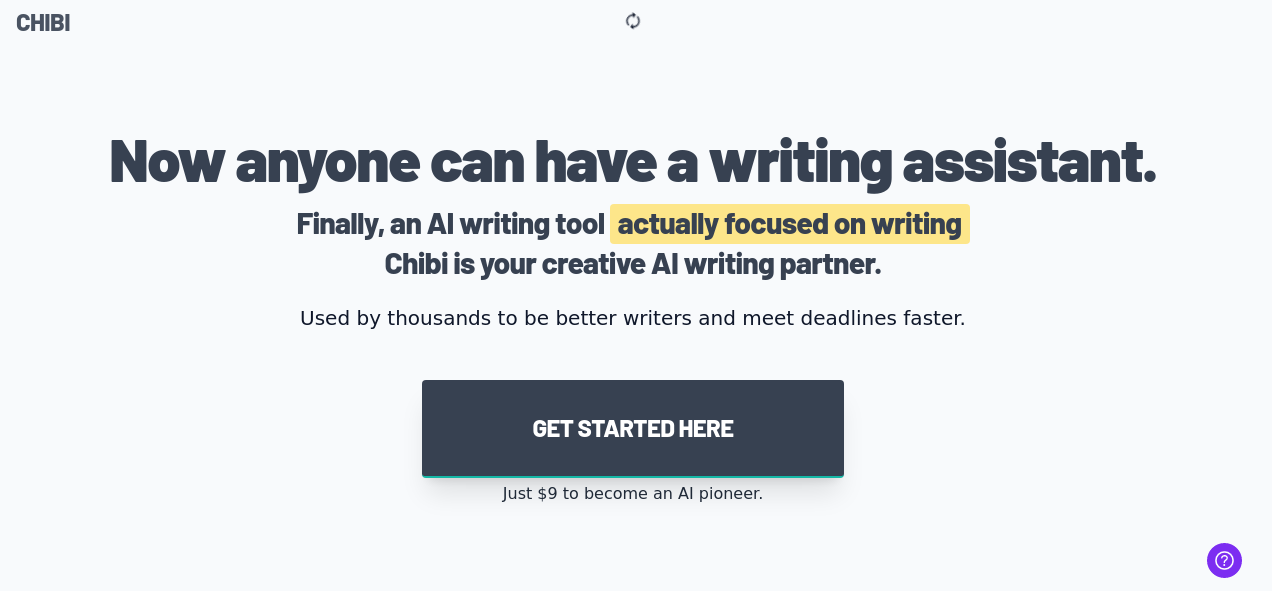 CHIBI
Now anyone can have a writing assistant.
Finally, an AI writing tool actually focused on writing
Chibi is your creative AI writing partner.
Used by thousands to be better writers and meet deadlines faster.
GET STARTED HERE
Just $9 to become an AI pioneer.